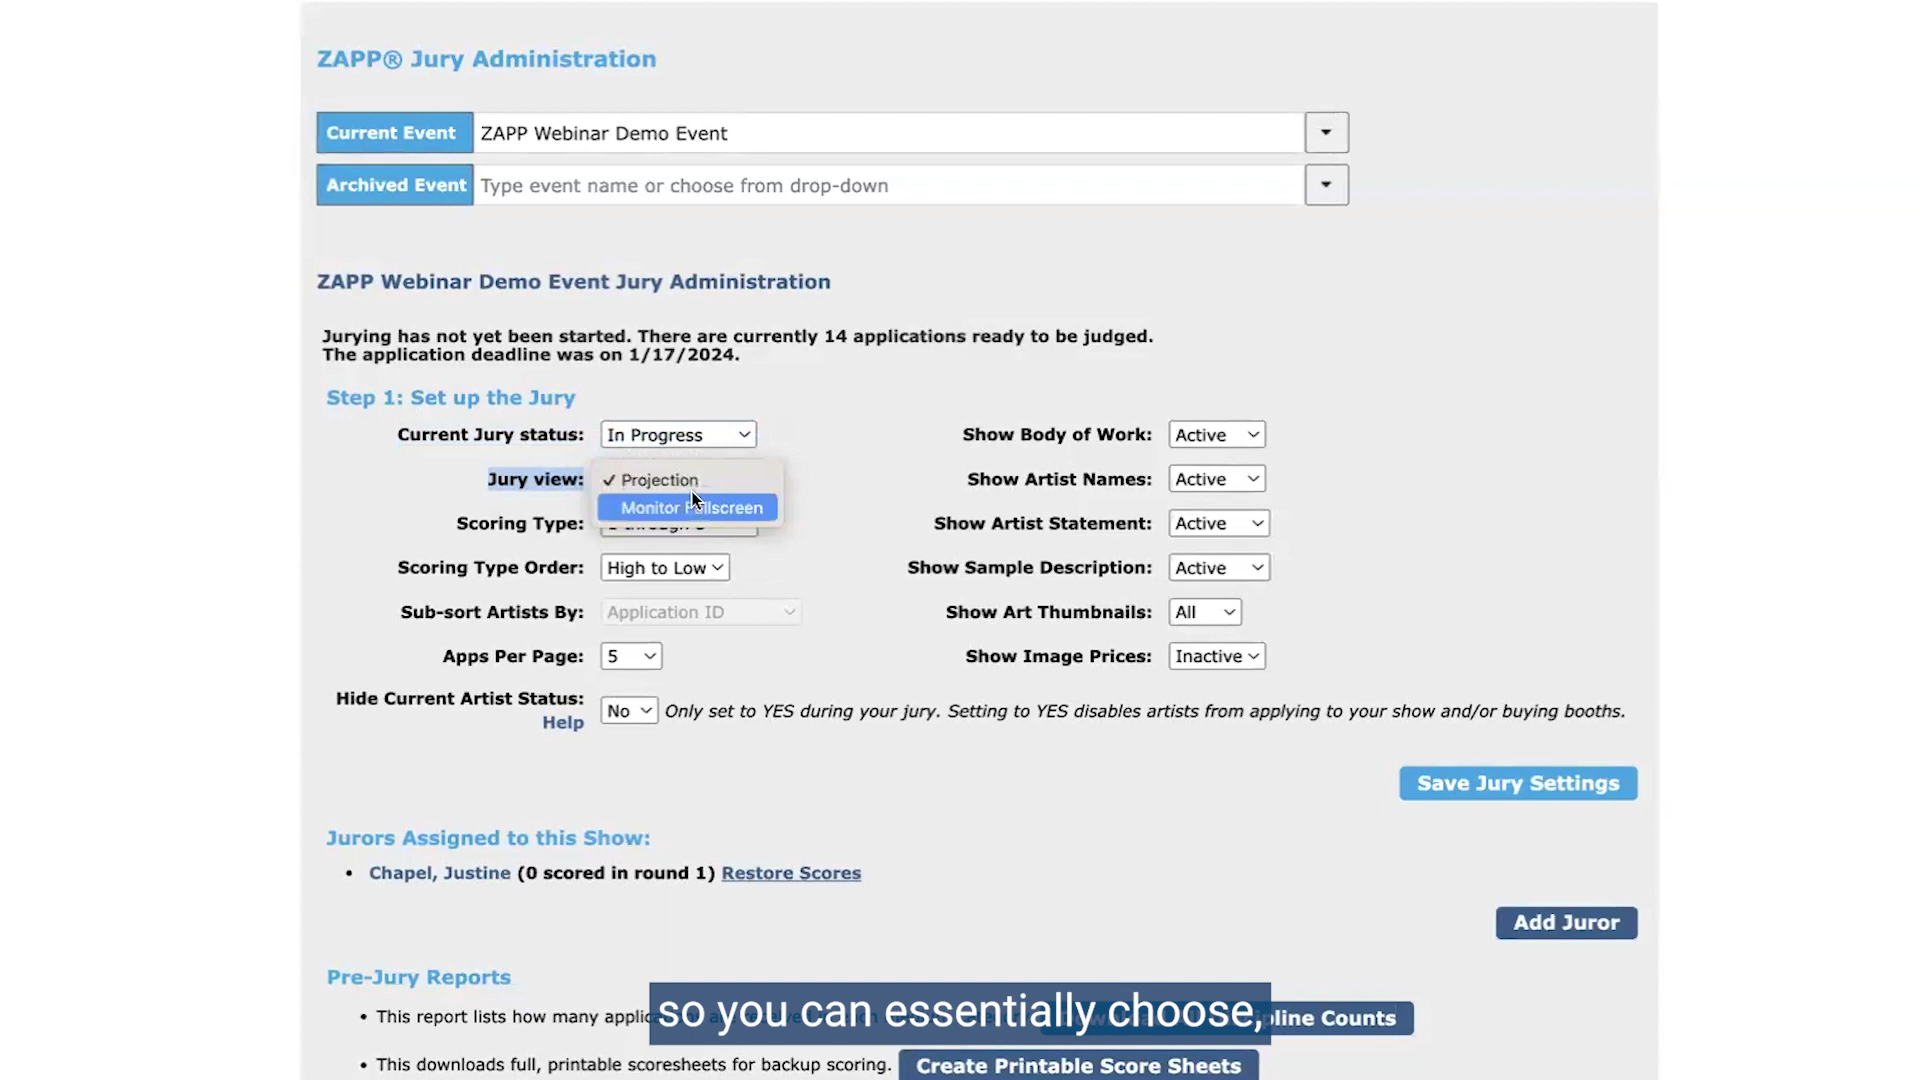 ZAPP® Jury Administration
Current Event ZAPP Webinar Demo Event
Archived Event Type event name or choose from drop-down
ZAPP Webinar Demo Event Jury Administration
Jurying has not yet been started. There are currently 14 applications ready to be judged.
The application deadline was on 1/17/2024.
Step 1: Set up the Jury
Current Jury status: In Progress Show Body of Work: Active
Jury view: ✓ Projection Show Artist Names: Active
Monitor Fullscreen
Scoring Type: Show Artist Statement: Active
Scoring Type Order: High to Low Show Sample Description: Active
Sub-sort Artists By: Application ID Show Art Thumbnails: All
Apps Per Page: 5 Show Image Prices: Inactive
Hide Current Artist Status: No Only set to YES during your jury. Setting to YES disables artists from applying to your show and/or buying booths.
Help
Save Jury Settings
Jurors Assigned to this Show:
• Chapel, Justine (0 scored in round 1) Restore Scores
Add Juror
Pre-Jury Reports
• This report lists how many
so you can essentially choose,
Counts
• This downloads full, printable scoresheets for backup scoring. Create Printable Score Sheets